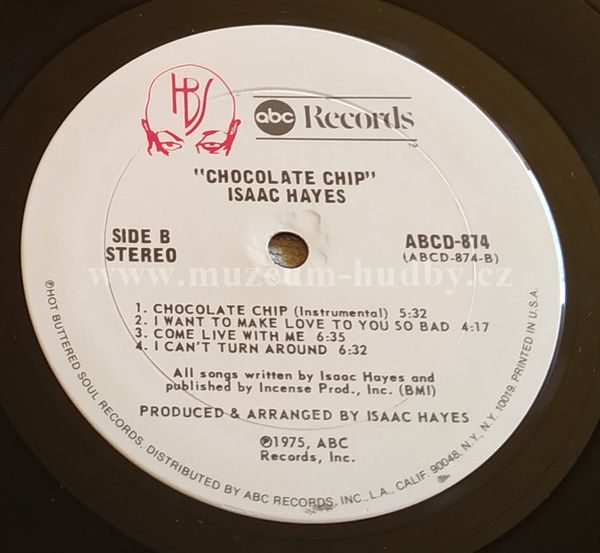 HBS
abc Records
TM
"CHOCOLATE CHIP"
ISAAC HAYES
SIDE B
STEREO
ABCD-874
(ABCD-874-B)
www.muzeum-hudby.cz
1. CHOCOLATE CHIP (Instrumental) 5:32
2. I WANT TO MAKE LOVE TO YOU SO BAD 4:17
3. COME LIVE WITH ME 6:35
4. I CAN'T TURN AROUND 6:32
All songs written by Isaac Hayes and
published by Incense Prod., Inc. (BMI)
PRODUCED & ARRANGED BY ISAAC HAYES
℗1975, ABC
Records, Inc.
℗HOT BUTTERED SOUL RECORDS, DISTRIBUTED BY ABC RECORDS, INC., L.A., CALIF. 90048, N.Y., N.Y. 10019. PRINTED IN U.S.A.